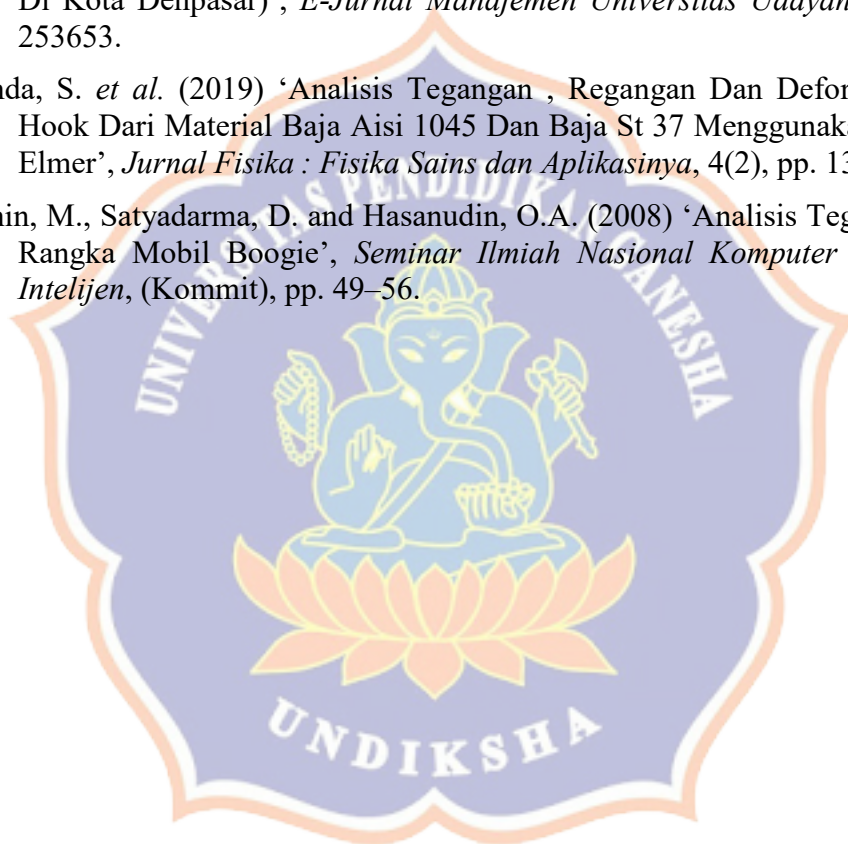 Di Kota Denpasar)', E-Jurnal Manajemen Universitas Udayan
253653.
nda, S. et al. (2019) 'Analisis Tegangan , Regangan Dan Defor
Hook Dari Material Baja Aisi 1045 Dan Baja St 37 Menggunaka
Elmer', Jurnal Fisika : Fisika Sains dan Aplikasinya, 4(2), pp. 13
nin, M., Satyadarma, D. and Hasanudin, O.A. (2008) 'Analisis Teg
Rangka Mobil Boogie', Seminar Ilmiah Nasional Komputer
Intelijen, (Kommit), pp. 49–56.
UNIVERSITAS PENDIDIKAN GANESHA
UNDIKSHA